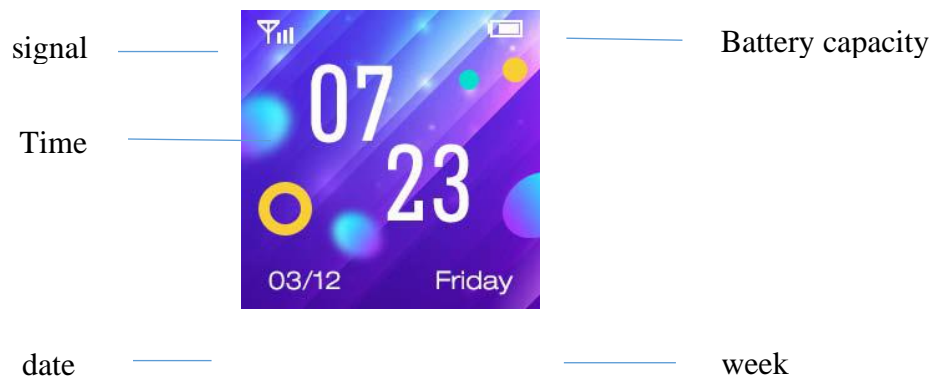 signal
Battery capacity
07
Time
23
03/12 Friday
date
week